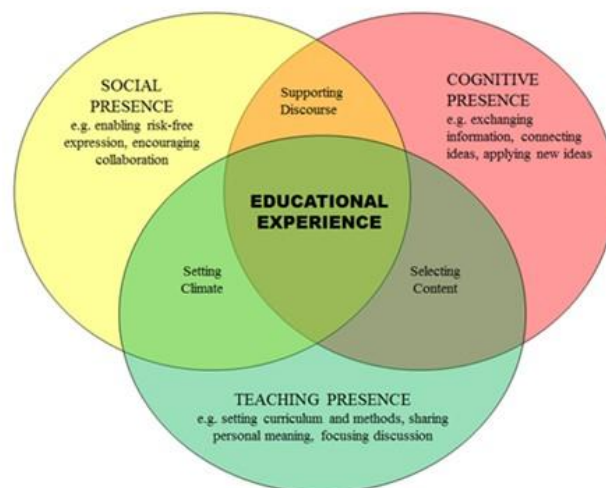 SOCIAL
PRESENCE
e.g. enabling risk-free
expression, encouraging
collaboration
Supporting
Discourse
COGNITIVE
PRESENCE
e.g. exchanging
information, connecting
ideas, applying new ideas
EDUCATIONAL
EXPERIENCE
Setting
Climate
Selecting
Content
TEACHING PRESENCE
e.g. setting curriculum and methods, sharing
personal meaning, focusing discussion